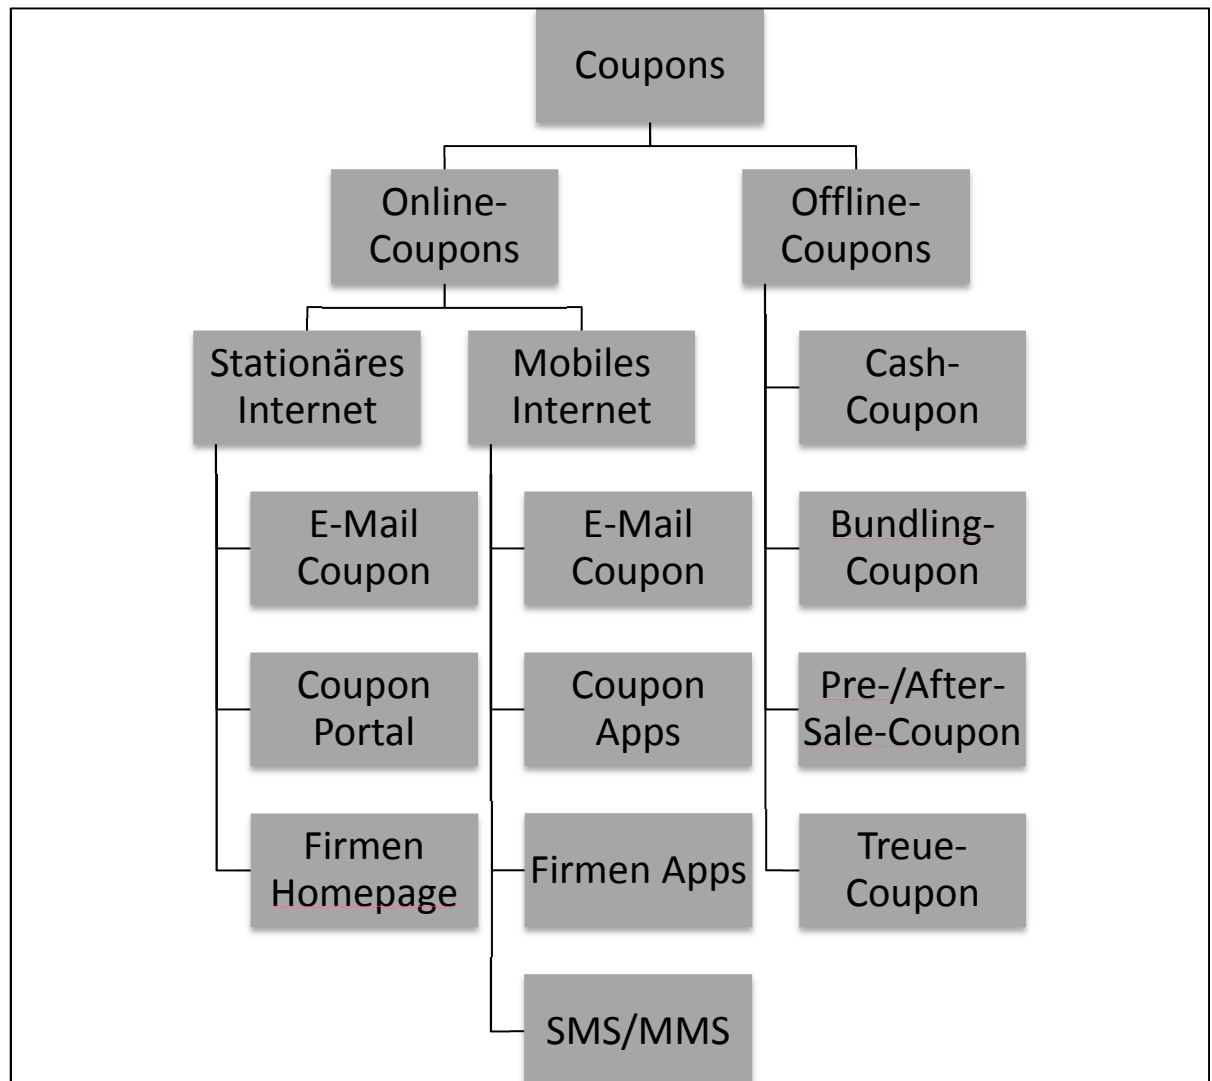 Coupons
Online-
Coupons
Offline-
Coupons
Stationäres
Internet
Mobiles
Internet
Cash-
Coupon
E-Mail
Coupon
E-Mail
Coupon
Bundling-
Coupon
Coupon
Portal
Coupon
Apps
Pre-/After-
Sale-Coupon
Firmen
Homepage
Firmen Apps
Treue-
Coupon
SMS/MMS